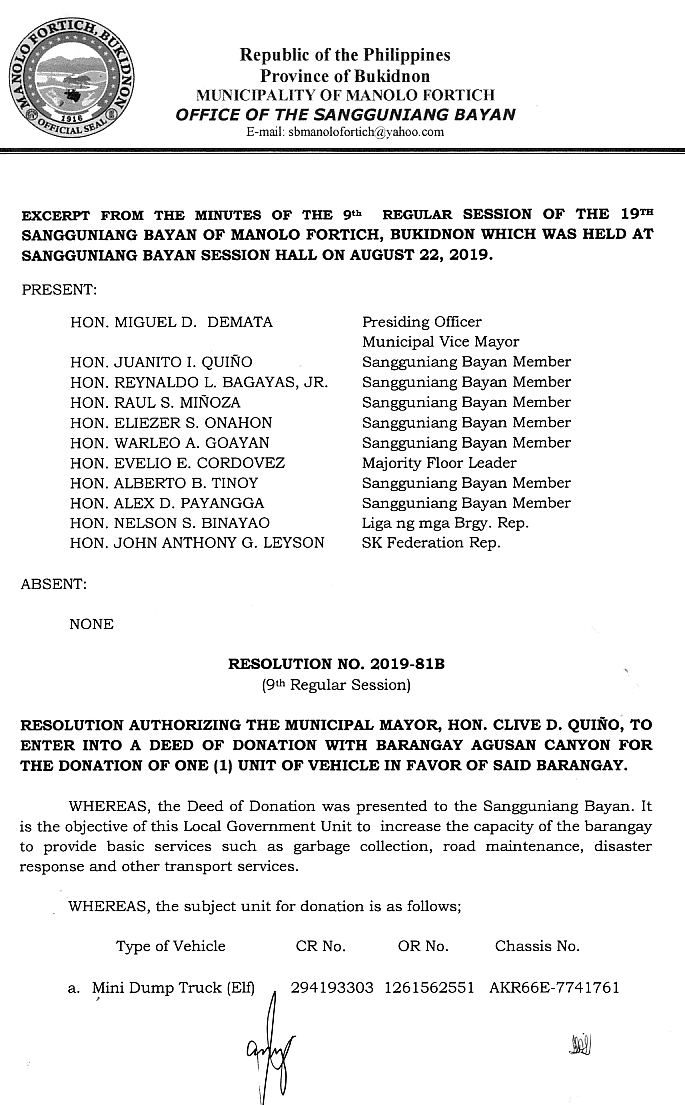 MANOLO FORTICH, BUKIDNON
1916
OFFICIAL SEAL
Republic of the Philippines
Province of Bukidnon
MUNICIPALITY OF MANOLO FORTICH
OFFICE OF THE SANGGUNIANG BAYAN
E-mail: sbmanolofortich@yahoo.com
EXCERPT FROM THE MINUTES OF THE 9th REGULAR SESSION OF THE 19TH
SANGGUNIANG BAYAN OF MANOLO FORTICH, BUKIDNON WHICH WAS HELD AT
SANGGUNIANG BAYAN SESSION HALL ON AUGUST 22, 2019.
PRESENT:
HON. MIGUEL D. DEMATA Presiding Officer
Municipal Vice Mayor
HON. JUANITO I. QUIÑO Sangguniang Bayan Member
HON. REYNALDO L. BAGAYAS, JR. Sangguniang Bayan Member
HON. RAUL S. MIÑOZA Sangguniang Bayan Member
HON. ELIEZER S. ONAHON Sangguniang Bayan Member
HON. WARLEO A. GOAYAN Sangguniang Bayan Member
HON. EVELIO E. CORDOVEZ Majority Floor Leader
HON. ALBERTO B. TINOY Sangguniang Bayan Member
HON. ALEX D. PAYANGGA Sangguniang Bayan Member
HON. NELSON S. BINAYAO Liga ng mga Brgy. Rep.
HON. JOHN ANTHONY G. LEYSON SK Federation Rep.
ABSENT:
NONE
RESOLUTION NO. 2019-81B
(9th Regular Session)
RESOLUTION AUTHORIZING THE MUNICIPAL MAYOR, HON. CLIVE D. QUIÑO, TO
ENTER INTO A DEED OF DONATION WITH BARANGAY AGUSAN CANYON FOR
THE DONATION OF ONE (1) UNIT OF VEHICLE IN FAVOR OF SAID BARANGAY.
WHEREAS, the Deed of Donation was presented to the Sangguniang Bayan. It
is the objective of this Local Government Unit to increase the capacity of the barangay
to provide basic services such as garbage collection, road maintenance, disaster
response and other transport services.
WHEREAS, the subject unit for donation is as follows;
Type of Vehicle CR No. OR No. Chassis No.
a. Mini Dump Truck (Elf) 294193303 1261562551 AKR66E-7741761